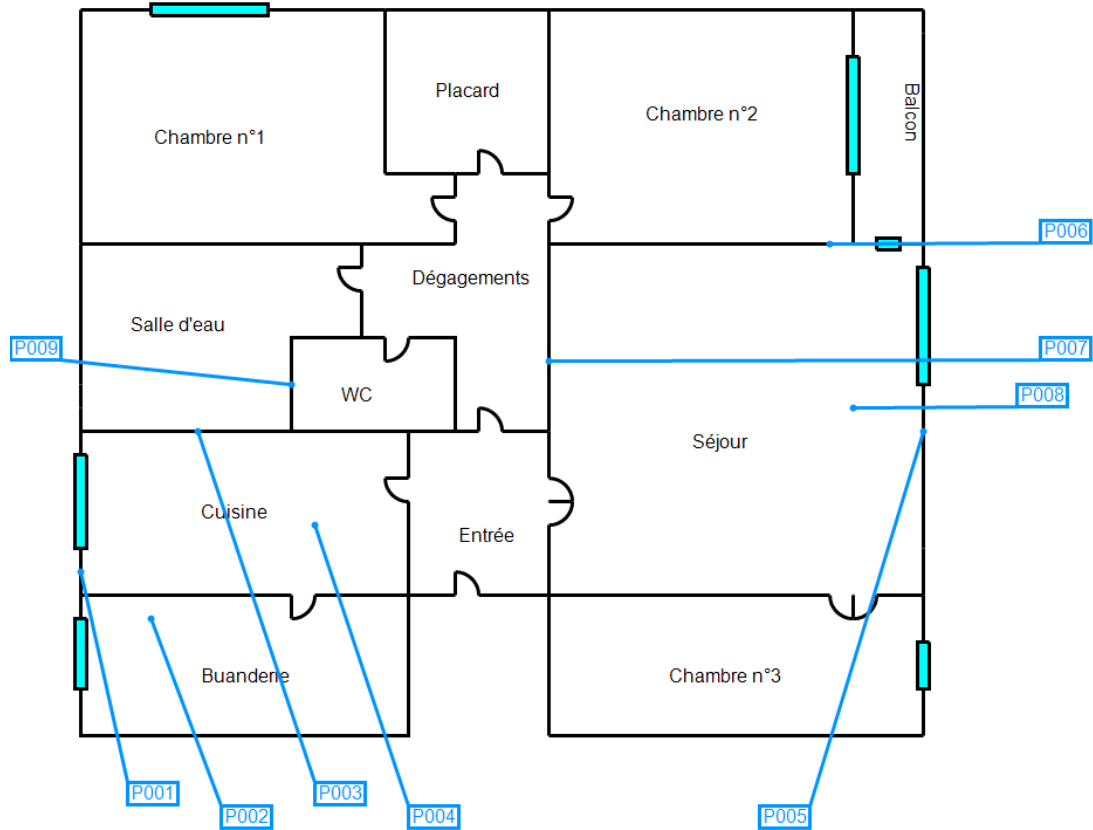 Placard
Chambre n°2
Balcon
Chambre n°1
P006
Dégagements
Salle d'eau
P009
P007
WC
P008
Séjour
Cuisine
Entrée
Buanderie
Chambre n°3
P001
P003
P002
P004
P005